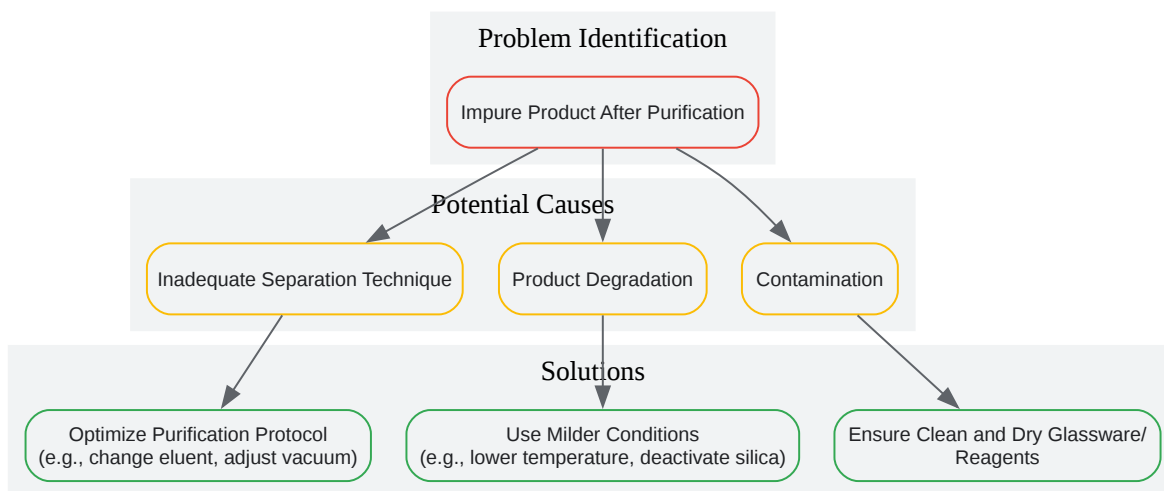 Problem Identification
Impure Product After Purification
Potential Causes
Inadequate Separation Technique
Product Degradation
Contamination
Solutions
Optimize Purification Protocol
(e.g., change eluent, adjust vacuum)
Use Milder Conditions
(e.g., lower temperature, deactivate silica)
Ensure Clean and Dry Glassware/
Reagents